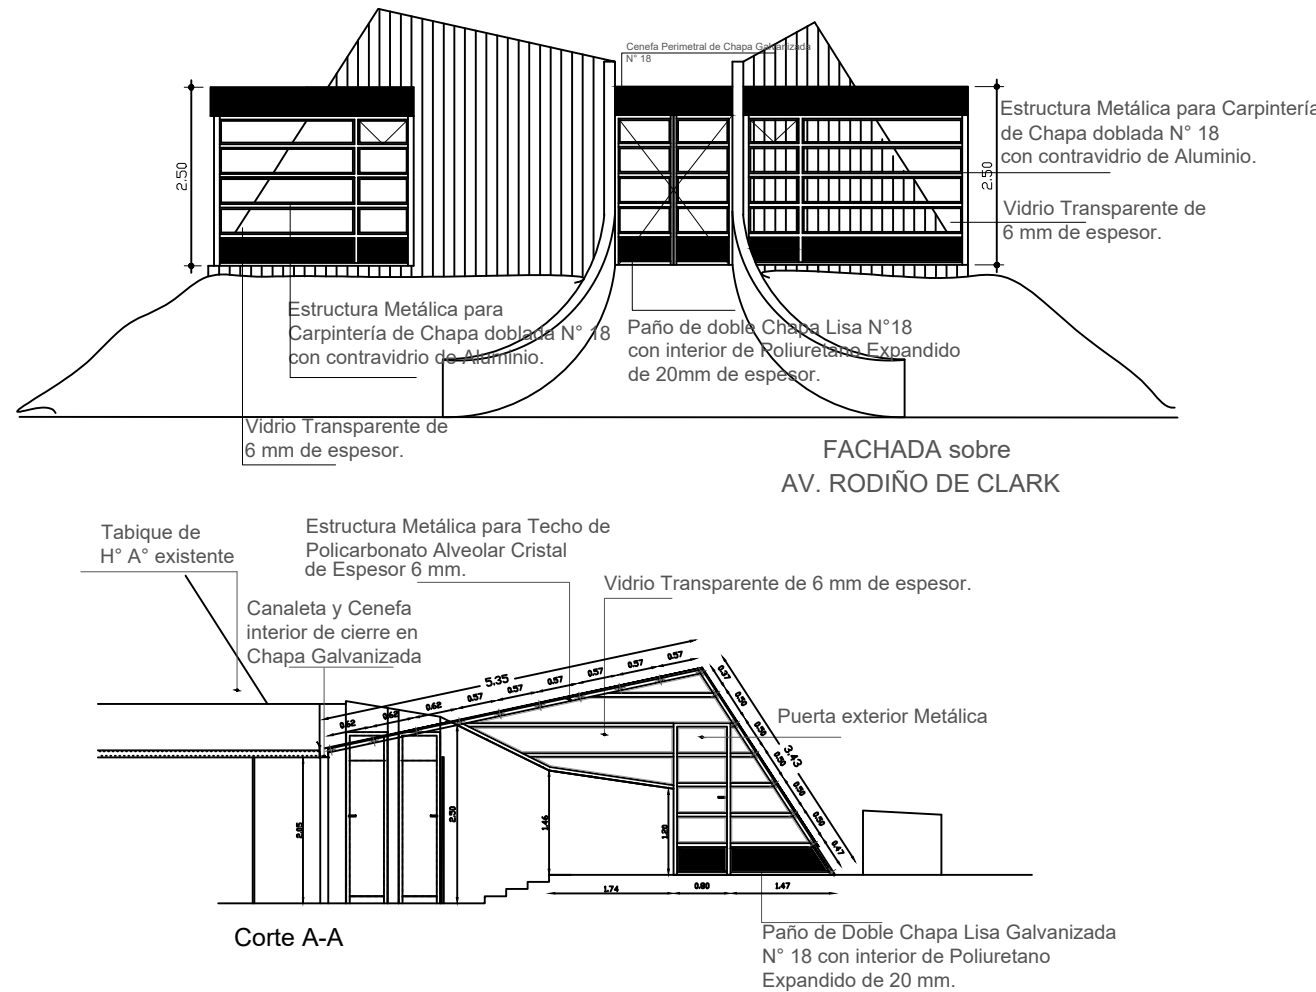 Cenefa Perimetral de Chapa Galvanizada
N° 18
2.50
2.50
Estructura Metálica para Carpintería
de Chapa doblada N° 18
con contravidrio de Aluminio.
Vidrio Transparente de
6 mm de espesor.
Estructura Metálica para
Carpintería de Chapa doblada N° 18
con contravidrio de Aluminio.
Paño de doble Chapa Lisa N°18
con interior de Poliuretano Expandido
de 20mm de espesor.
Vidrio Transparente de
6 mm de espesor.
FACHADA sobre
AV. RODIÑO DE CLARK
Tabique de
H° A° existente
Estructura Metálica para Techo de
Policarbonato Alveolar Cristal
de Espesor 6 mm.
Vidrio Transparente de 6 mm de espesor.
Canaleta y Cenefa
interior de cierre en
Chapa Galvanizada
5.35
0.62
0.62
0.62
0.57
0.57
0.57
0.57
0.57
0.57
0.37
0.50
0.50
0.50
0.50
0.50
0.47
3.43
Puerta exterior Metálica
2.05
2.50
1.46
1.20
1.74
0.80
1.47
Corte A-A
Paño de Doble Chapa Lisa Galvanizada
N° 18 con interior de Poliuretano
Expandido de 20 mm.